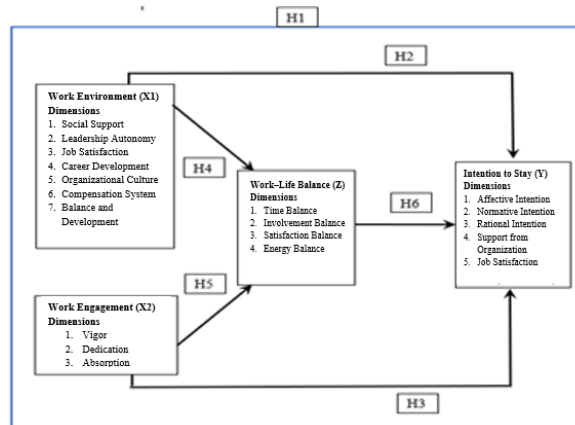 H1
H2
Work Environment (X1)
Dimensions
1. Social Support
2. Leadership Autonomy
3. Job Satisfaction
4. Career Development
5. Organizational Culture
6. Compensation System
7. Balance and
Development
H4
Work–Life Balance (Z)
Dimensions
1. Time Balance
2. Involvement Balance
3. Satisfaction Balance
4. Energy Balance
H6
Intention to Stay (Y)
Dimensions
1. Affective Intention
2. Normative Intention
3. Rational Intention
4. Support from
Organization
5. Job Satisfaction
H5
Work Engagement (X2)
Dimensions
1. Vigor
2. Dedication
3. Absorption
H3